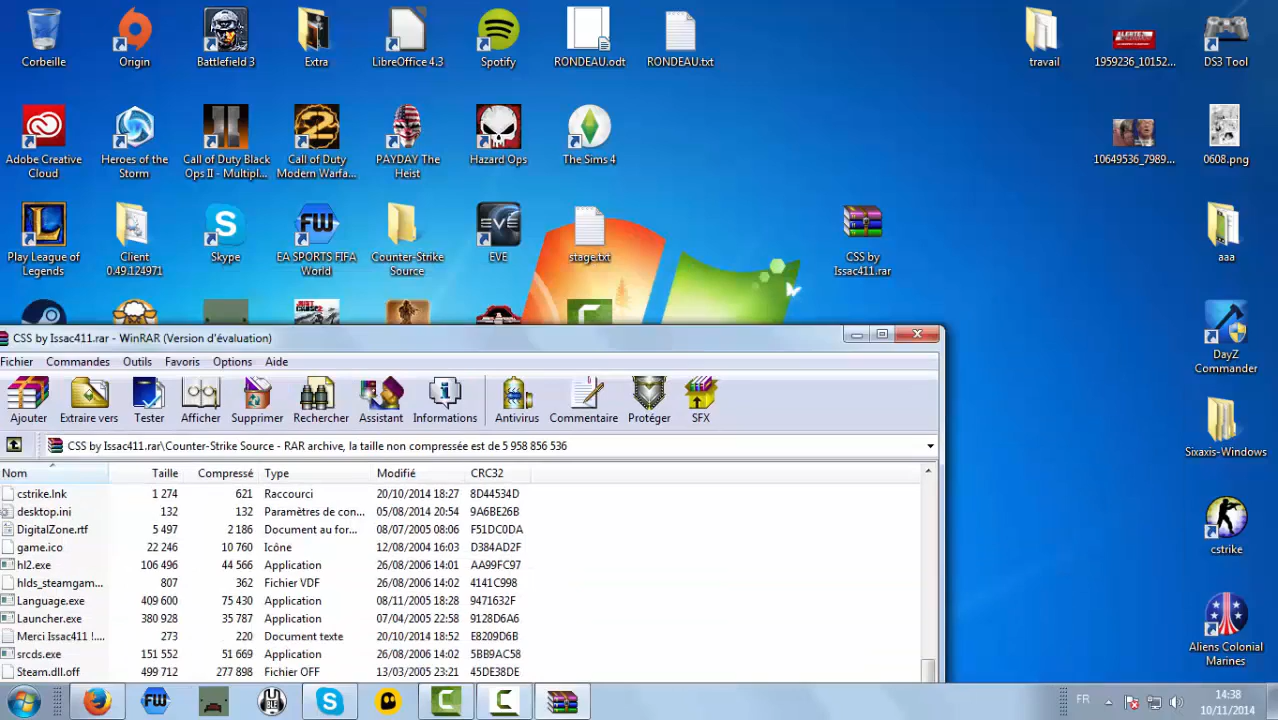 Corbeille
Origin
Battlefield 3
Extra
LibreOffice 4.3
Spotify
RONDEAU.odt
RONDEAU.txt
travail
1959236_10152...
DS3 Tool
Adobe Creative
Cloud
Heroes of the
Storm
Call of Duty Black
Ops II - Multipl...
Call of Duty
Modern Warfa...
PAYDAY The
Heist
Hazard Ops
The Sims 4
10649536_7989...
0608.png
Play League of
Legends
Client
0.49.124971
Skype
EA SPORTS FIFA
World
Counter-Strike
Source
EVE
stage.txt
CSS by
Issac411.rar
aaa
DayZ
Commander
Sixaxis-Windows
cstrike
Aliens Colonial
Marines
CSS by Issac411.rar - WinRAR (Version d'évaluation)
Fichier Commandes Outils Favoris Options Aide
Ajouter Extraire vers Tester Afficher Supprimer Rechercher Assistant Informations Antivirus Commentaire Protéger SFX
CSS by Issac411.rar\Counter-Strike Source - RAR archive, la taille non compressée est de 5 958 856 536
Nom Taille Compressé Type Modifié CRC32
cstrike.lnk 1 274 621 Raccourci 20/10/2014 18:27 8D44534D
desktop.ini 132 132 Paramètres de con... 05/08/2014 20:54 9A6BE26B
DigitalZone.rtf 5 497 2 186 Document au for... 08/07/2005 08:06 F51DC0DA
game.ico 22 246 10 760 Icône 12/08/2004 16:03 D384AD2F
hl2.exe 106 496 44 566 Application 26/08/2006 14:01 AA99FC97
hlds_steamgam... 807 362 Fichier VDF 26/08/2006 14:02 4141C998
Language.exe 409 600 75 430 Application 08/11/2005 18:28 9471632F
Launcher.exe 380 928 35 787 Application 07/04/2005 22:58 9128D6A6
Merci Issac411 !.... 273 220 Document texte 20/10/2014 18:52 E8209D6B
srcds.exe 151 552 51 669 Application 26/08/2006 14:02 5BB9AC58
Steam.dll.off 499 712 277 898 Fichier OFF 13/03/2005 23:21 45DE38DE
FR
14:38
10/11/2014